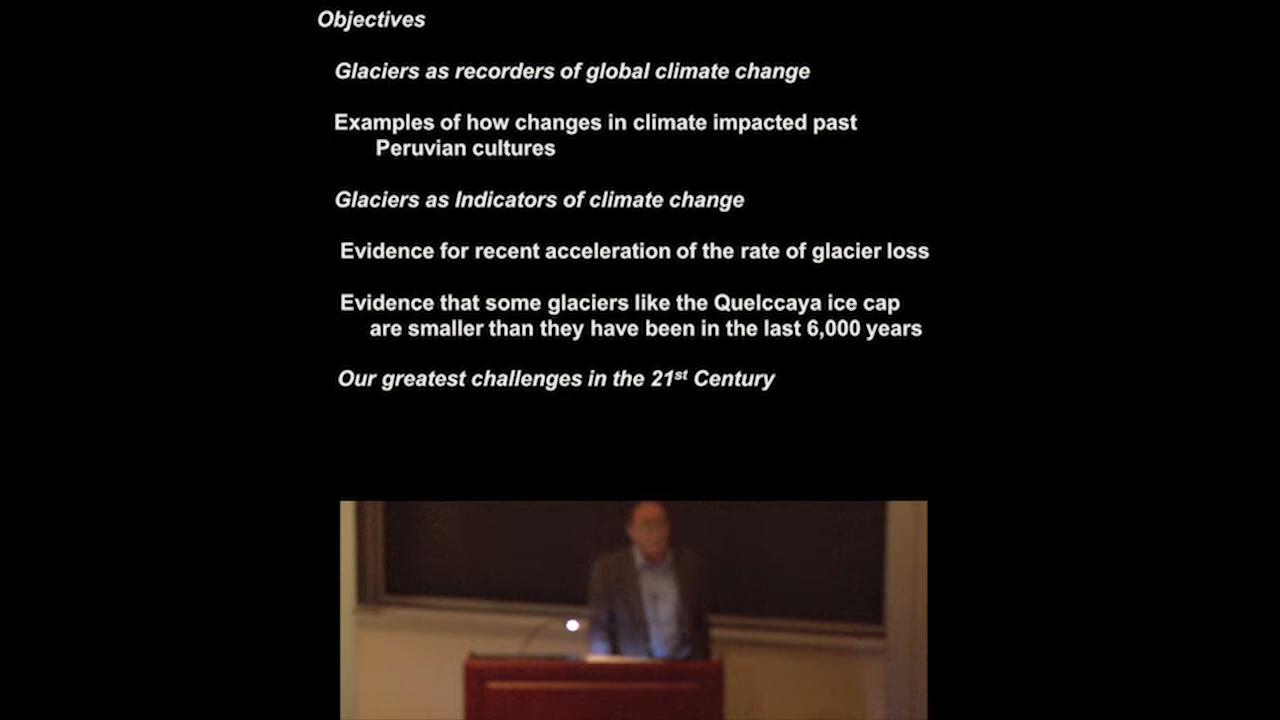 Objectives
Glaciers as recorders of global climate change
Examples of how changes in climate impacted past
Peruvian cultures
Glaciers as Indicators of climate change
Evidence for recent acceleration of the rate of glacier loss
Evidence that some glaciers like the Quelccaya ice cap
are smaller than they have been in the last 6,000 years
Our greatest challenges in the 21st Century